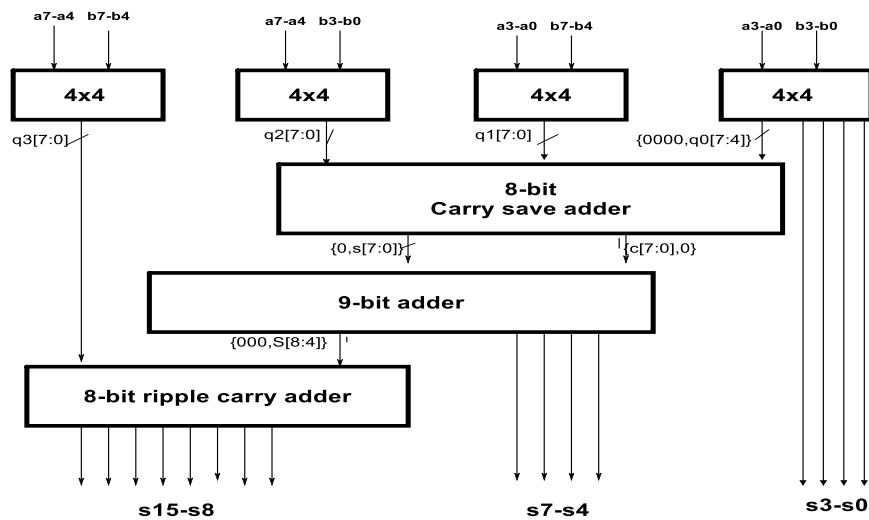 a7-a4 b7-b4 a7-a4 b3-b0 a3-a0 b7-b4 a3-a0 b3-b0
4x4 4x4 4x4 4x4
q3[7:0] q2[7:0] q1[7:0] {0000,q0[7:4]}
8-bit
Carry save adder
{0,s[7:0]} {c[7:0],0}
9-bit adder
{000,S[8:4]}
8-bit ripple carry adder
s15-s8 s7-s4 s3-s0